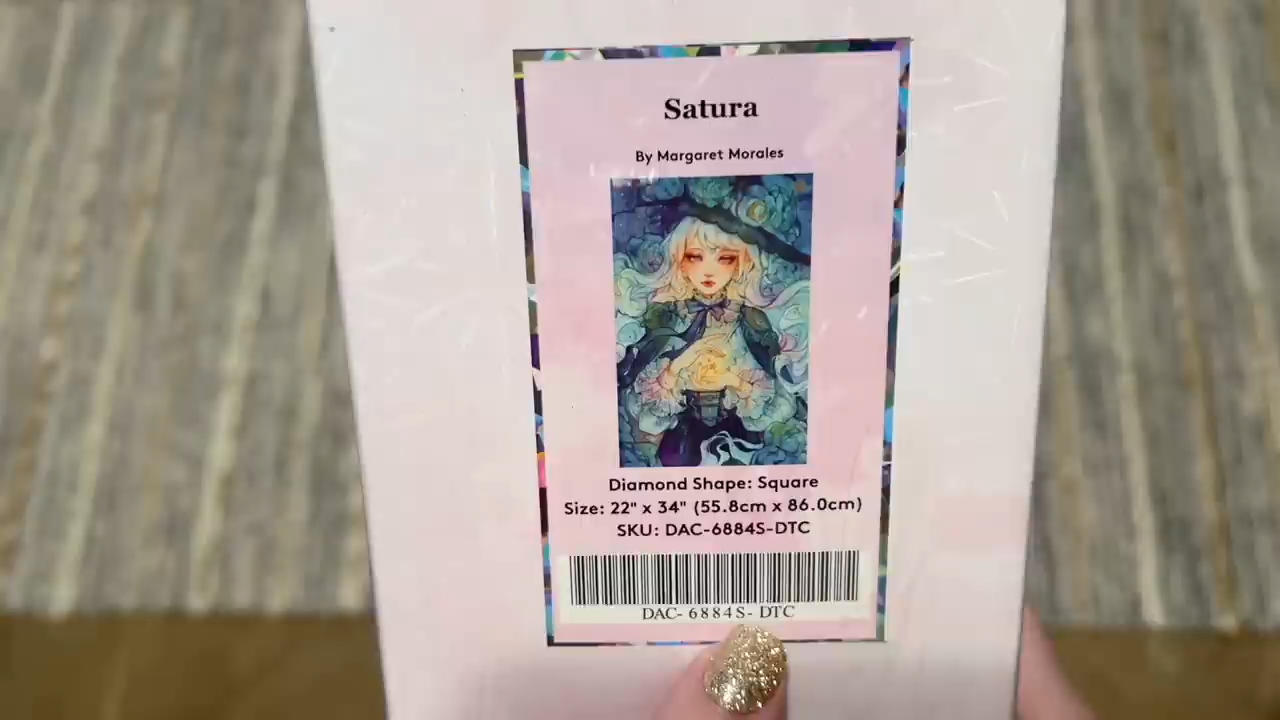 Satura
By Margaret Morales
Diamond Shape: Square
Size: 22" x 34" (55.8cm x 86.0cm)
SKU: DAC-6884S-DTC
DAC- 6884S- DTC